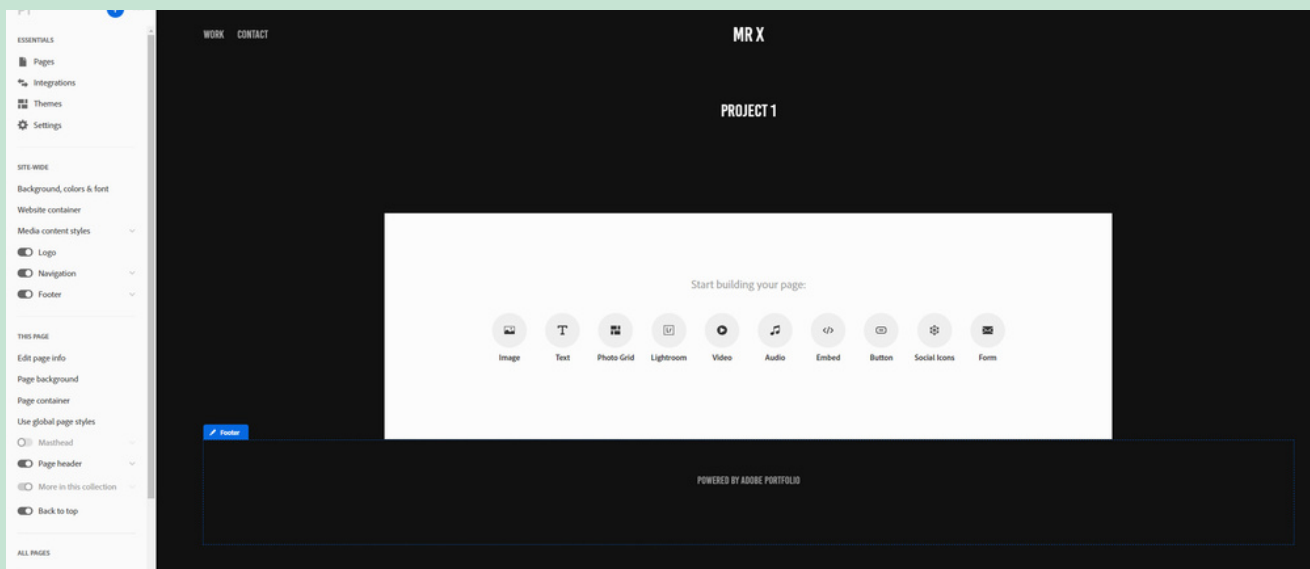 ESSENTIALS
Pages
Integrations
Themes
Settings
SITE-WIDE
Background, colors & font
Website container
Media content styles
Logo
Navigation
Footer
THIS PAGE
Edit page info
Page background
Page container
Use global page styles
Masthead
Page header
More in this collection
Back to top
ALL PAGES
WORK CONTACT
MR X
PROJECT 1
Start building your page:
T Lr </>
Image Text Photo Grid Lightroom Video Audio Embed Button Social Icons Form
Footer
POWERED BY ADOBE PORTFOLIO